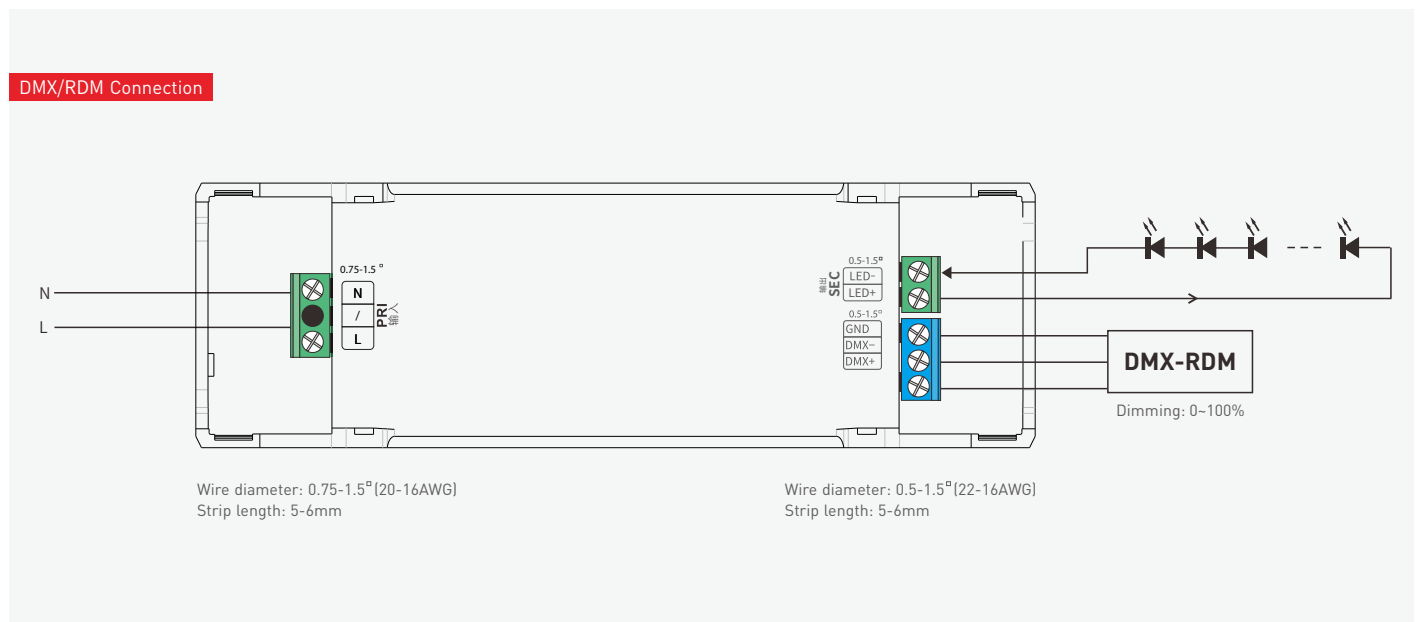 DMX/RDM Connection
0.75-1.5▫
N
/
L
PRI
输入
N
L
0.5-1.5▫
LED-
LED+
SEC
输出
0.5-1.5▫
GND
DMX-
DMX+
DMX-RDM
Dimming: 0~100%
Wire diameter: 0.75-1.5▫(20-16AWG)
Strip length: 5-6mm
Wire diameter: 0.5-1.5▫(22-16AWG)
Strip length: 5-6mm